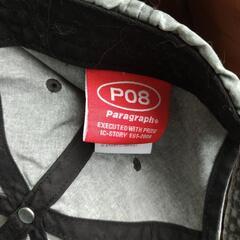 P08
Paragraph+
EXECUTED WITH PRIDE
IC-STORY EST-2008